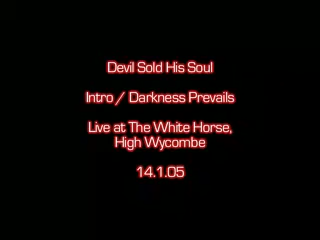 Devil Sold His Soul
Intro / Darkness Prevails
Live at The White Horse,
High Wycombe
14.1.05